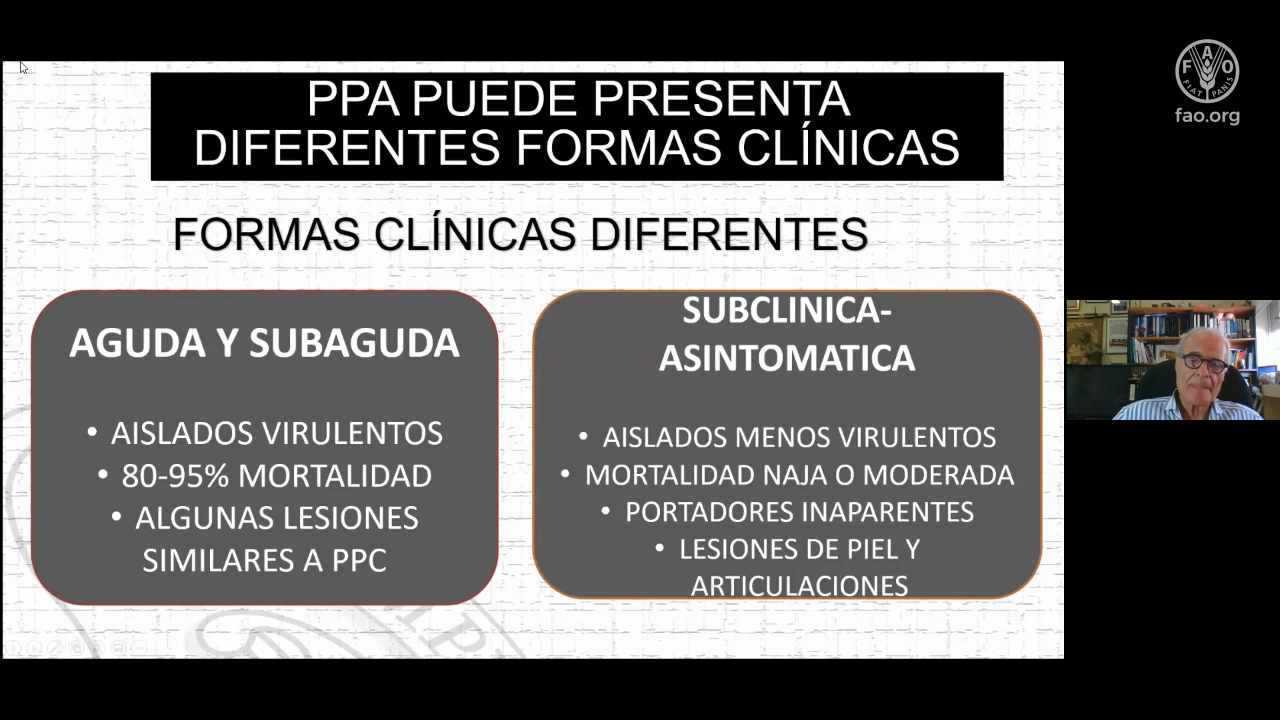 PPA PUEDE PRESENTA
DIFERENTES FORMAS CLÍNICAS
FORMAS CLÍNICAS DIFERENTES
AGUDA Y SUBAGUDA
• AISLADOS VIRULENTOS
• 80-95% MORTALIDAD
• ALGUNAS LESIONES
SIMILARES A PPC
SUBCLINICA-
ASINTOMATICA
• AISLADOS MENOS VIRULENTOS
• MORTALIDAD NAJA O MODERADA
• PORTADORES INAPARENTES
• LESIONES DE PIEL Y
ARTICULACIONES
FAO
FIAT PANIS
fao.org